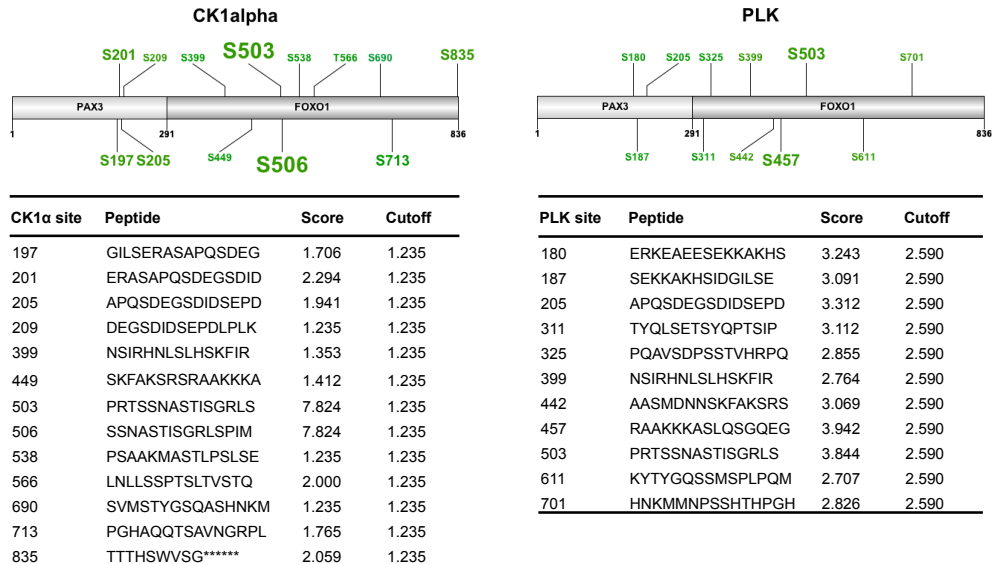 CK1alpha
S201 S209 S399 S503 S538 T566 S690 S835
PAX3 FOXO1
1 291 836
S197 S205 S449 S506 S713
CK1α site Peptide Score Cutoff
197 GILSERASAPQSDEG 1.706 1.235
201 ERASAPQSDEGSDID 2.294 1.235
205 APQSDEGSDIDSEPD 1.941 1.235
209 DEGSDIDSEPDLPLK 1.235 1.235
399 NSIRHNLSLHSKFIR 1.353 1.235
449 SKFAKSRSRAAKKKA 1.412 1.235
503 PRTSSNASTISGRLS 7.824 1.235
506 SSNASTISGRLSPIM 7.824 1.235
538 PSAAKMASTLPSLSE 1.235 1.235
566 LNLLSSPTSLTVSTQ 2.000 1.235
690 SVMSTYGSQASHNKM 1.235 1.235
713 PGHAQQTSAVNGRPL 1.765 1.235
835 TTTHSWVSG****** 2.059 1.235
PLK
S180 S205 S325 S399 S503 S701
PAX3 FOXO1
1 291 836
S187 S311 S442 S457 S611
PLK site Peptide Score Cutoff
180 ERKEAEESEKKAKHS 3.243 2.590
187 SEKKAKHSIDGILSE 3.091 2.590
205 APQSDEGSDIDSEPD 3.312 2.590
311 TYQLSETSYQPTSIP 3.112 2.590
325 PQAVSDPSSTVHRPQ 2.855 2.590
399 NSIRHNLSLHSKFIR 2.764 2.590
442 AASMDNNSKFAKSRS 3.069 2.590
457 RAAKKKASLQSGQEG 3.942 2.590
503 PRTSSNASTISGRLS 3.844 2.590
611 KYTYGQSSMSPLPQM 2.707 2.590
701 HNKMMNPSSHTHPGH 2.826 2.590